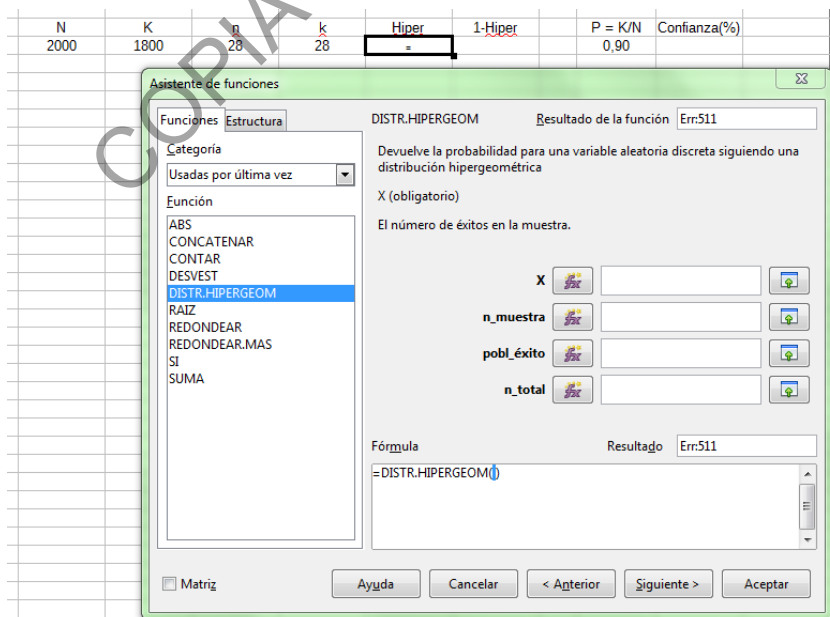 N K n k Hiper 1-Hiper P = K/N Confianza(%)
2000 1800 28 28 = 0,90
COPIA
Asistente de funciones
Funciones Estructura
DISTR.HIPERGEOM Resultado de la función Err:511
Categoría
Usadas por última vez
Función
ABS
CONCATENAR
CONTAR
DESVEST
DISTR.HIPERGEOM
RAIZ
REDONDEAR
REDONDEAR.MAS
SI
SUMA
Devuelve la probabilidad para una variable aleatoria discreta siguiendo una
distribución hipergeométrica
X (obligatorio)
El número de éxitos en la muestra.
X fx
n_muestra fx
pobl_éxito fx
n_total fx
Fórmula Resultado Err:511
=DISTR.HIPERGEOM()
Matriz Ayuda Cancelar < Anterior Siguiente > Aceptar